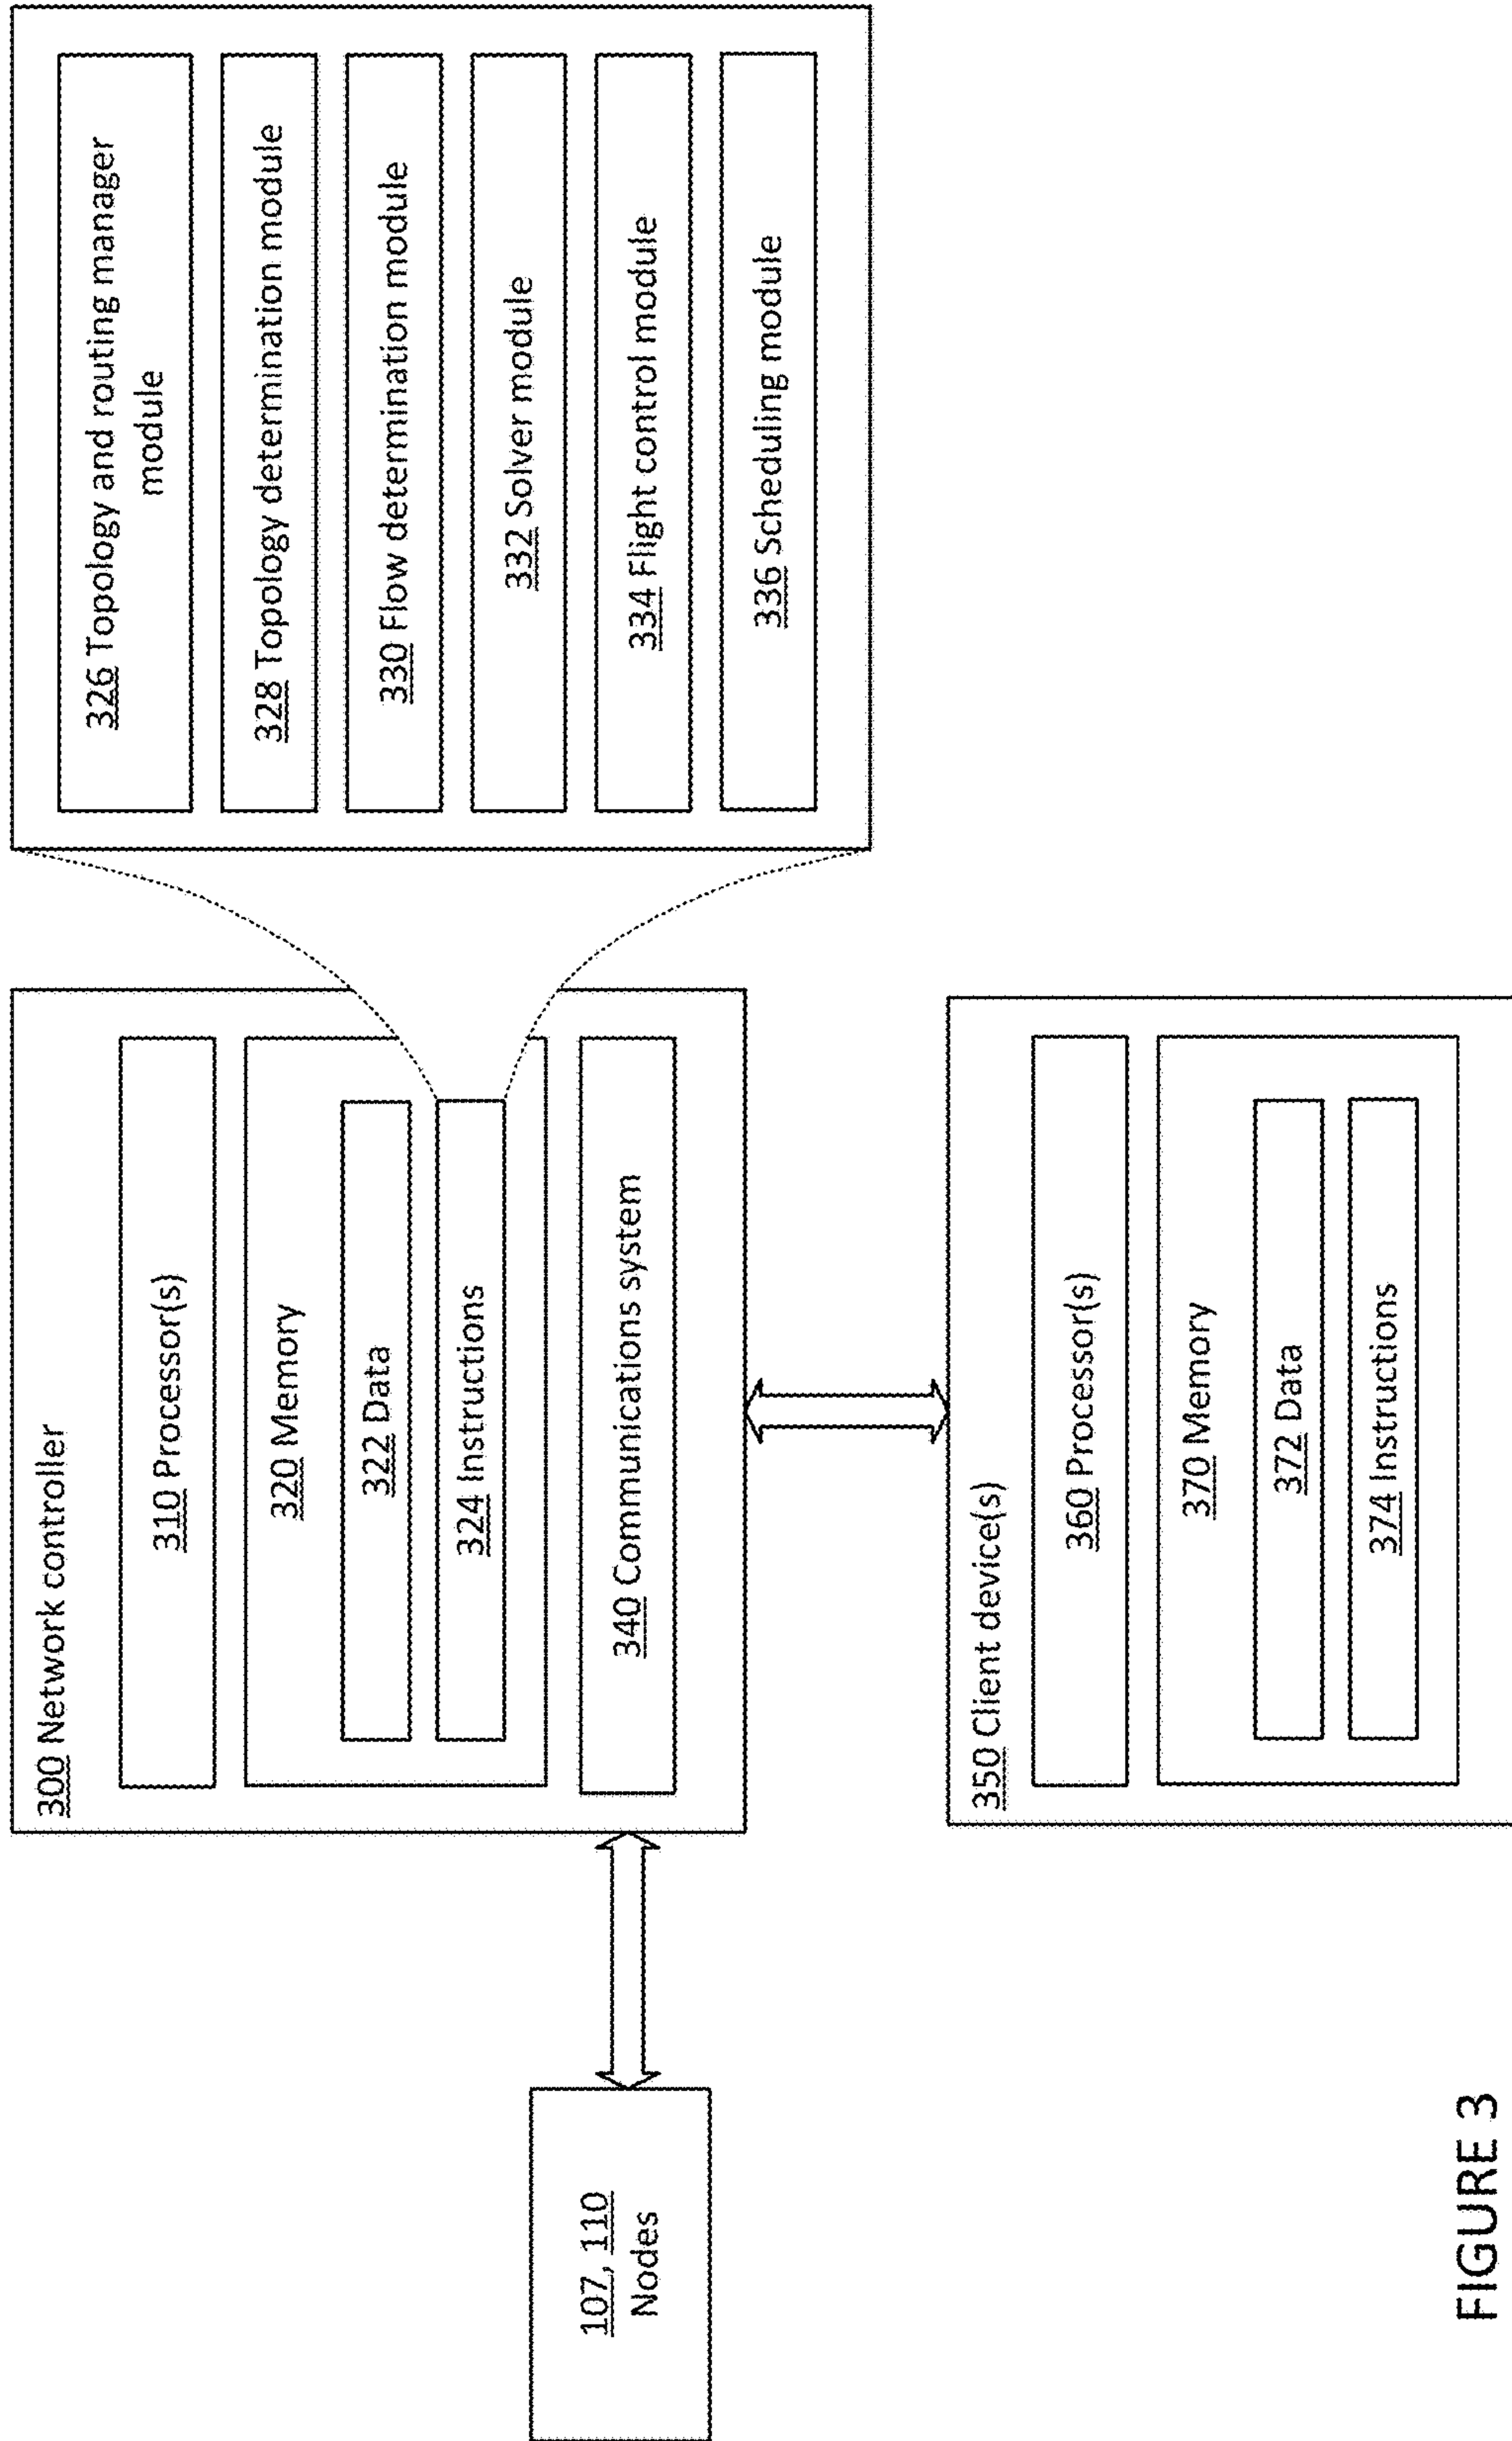 107, 110
Nodes
300 Network controller
310 Processor(s)
320 Memory
322 Data
324 Instructions
340 Communications system
326 Topology and routing manager
module
328 Topology determination module
330 Flow determination module
332 Solver module
334 Flight control module
336 Scheduling module
350 Client device(s)
360 Processor(s)
370 Memory
372 Data
374 Instructions
FIGURE 3